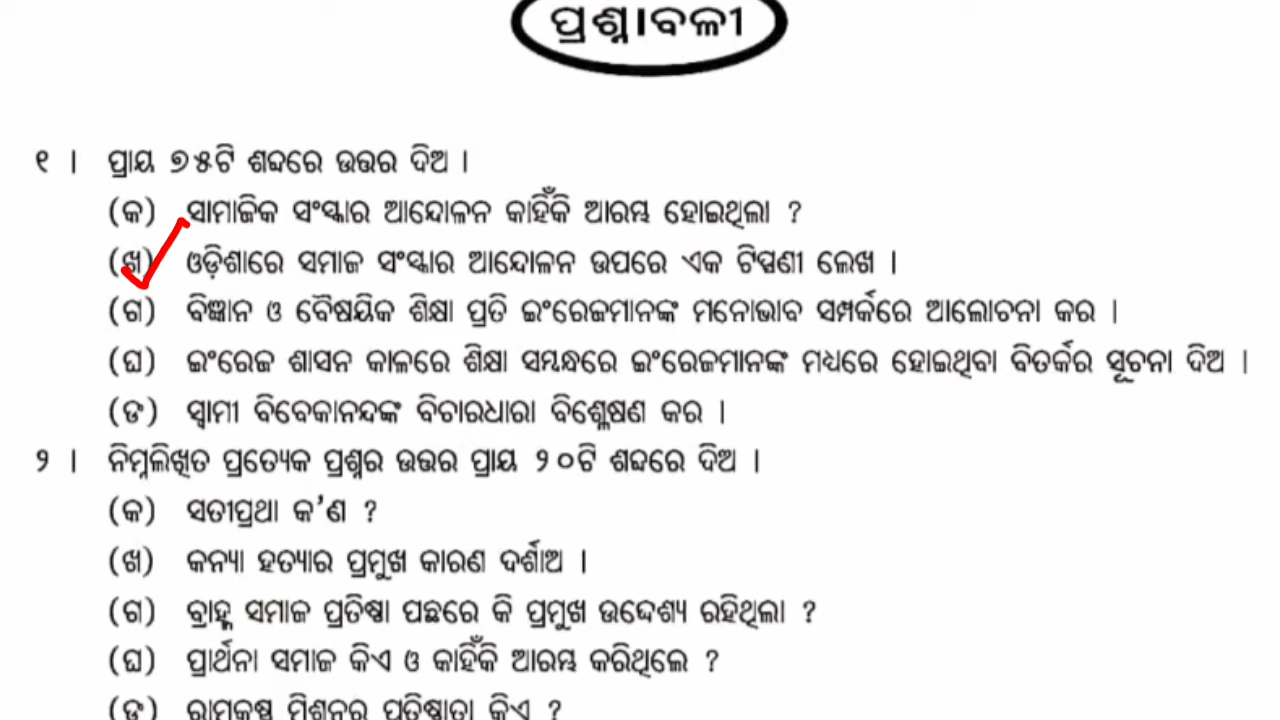 ପ୍ରଶ୍ନାବଳୀ
୧ । ପ୍ରାୟ ୭୫ଟି ଶବ୍ଦରେ ଉତ୍ତର ଦିଅ ।
(କ) ସାମାଜିକ ସଂସ୍କାର ଆନ୍ଦୋଳନ କାହିଁକି ଆରମ୍ଭ ହୋଇଥିଲା ?
(ଖ) ଓଡ଼ିଶାରେ ସମାଜ ସଂସ୍କାର ଆନ୍ଦୋଳନ ଉପରେ ଏକ ଟିପ୍ପଣୀ ଲେଖ ।
(ଗ) ବିଜ୍ଞାନ ଓ ବୈଷୟିକ ଶିକ୍ଷା ପ୍ରତି ଇଂରେଜମାନଙ୍କ ମନୋଭାବ ସମ୍ପର୍କରେ ଆଲୋଚନା କର ।
(ଘ) ଇଂରେଜ ଶାସନ କାଳରେ ଶିକ୍ଷା ସମ୍ବନ୍ଧରେ ଇଂରେଜମାନଙ୍କ ମଧ୍ୟରେ ହୋଇଥିବା ବିତର୍କର ସୂଚନା ଦିଅ ।
(ଙ) ସ୍ୱାମୀ ବିବେକାନନ୍ଦଙ୍କ ବିଚାରଧାରା ବିଶ୍ଳେଷଣ କର ।
୨ । ନିମ୍ନଲିଖିତ ପ୍ରତ୍ୟେକ ପ୍ରଶ୍ନର ଉତ୍ତର ପ୍ରାୟ ୨୦ଟି ଶବ୍ଦରେ ଦିଅ ।
(କ) ସତୀପ୍ରଥା କ’ଣ ?
(ଖ) କନ୍ୟା ହତ୍ୟାର ପ୍ରମୁଖ କାରଣ ଦର୍ଶାଅ ।
(ଗ) ବ୍ରାହ୍ମ ସମାଜ ପ୍ରତିଷ୍ଠା ପଛରେ କି ପ୍ରମୁଖ ଉଦ୍ଦେଶ୍ୟ ରହିଥିଲା ?
(ଘ) ପ୍ରାର୍ଥନା ସମାଜ କିଏ ଓ କାହିଁକି ଆରମ୍ଭ କରିଥିଲେ ?
(ଙ) ରାମକୃଷ୍ଣ ମିଶନର ପ୍ରତିଷ୍ଠାତା କିଏ ?